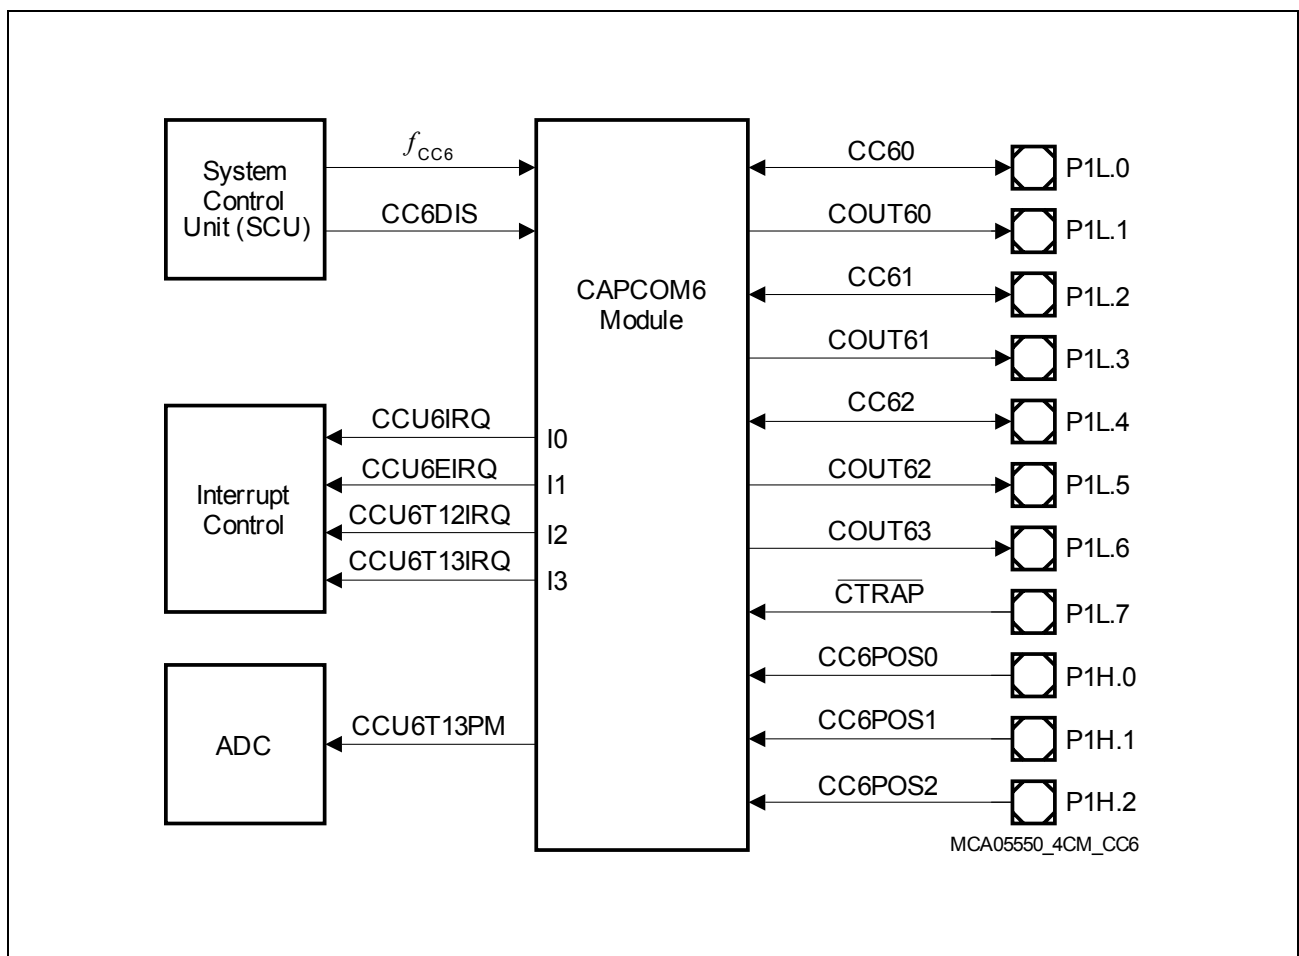 System
Control
Unit (SCU)
f CC6
CC6DIS
CAPCOM6
Module
Interrupt
Control
CCU6IRQ
I0
CCU6EIRQ
I1
CCU6T12IRQ
I2
CCU6T13IRQ
I3
ADC
CCU6T13PM
CC60
P1L.0
COUT60
P1L.1
CC61
P1L.2
COUT61
P1L.3
CC62
P1L.4
COUT62
P1L.5
COUT63
P1L.6
C̅T̅R̅A̅P̅
P1L.7
CC6POS0
P1H.0
CC6POS1
P1H.1
CC6POS2
P1H.2
MCA05550_4CM_CC6